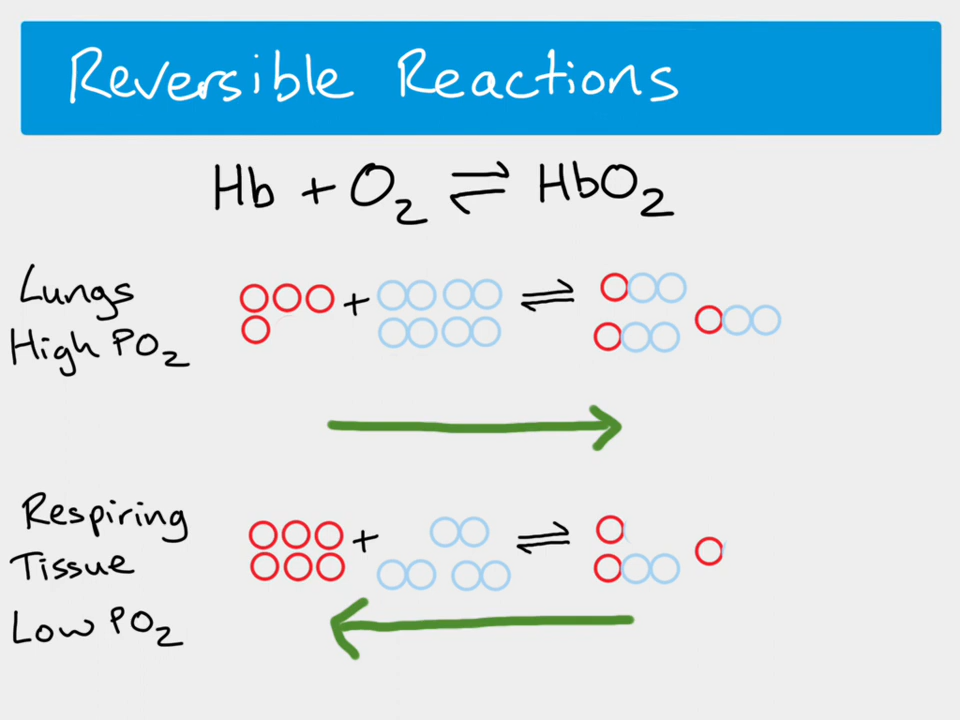 Reversible Reactions
Hb + O₂ ⇌ HbO₂
Lungs
High PO₂
+ ⇌
Respiring
Tissue
Low PO₂
+ ⇌